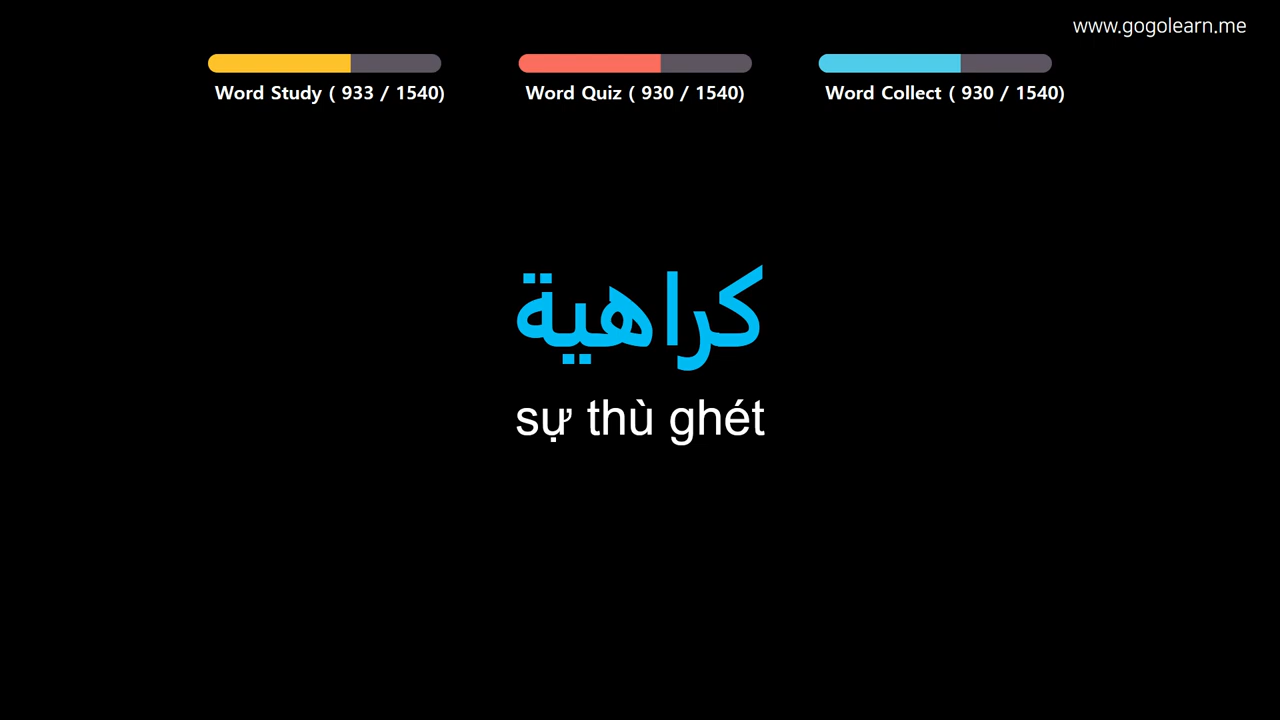 www.gogolearn.me
Word Study ( 933 / 1540)
Word Quiz ( 930 / 1540)
Word Collect ( 930 / 1540)
كراهية
sự thù ghét